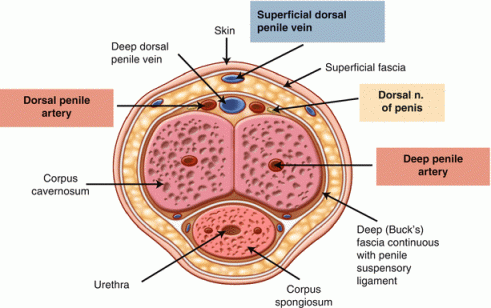 Superficial dorsal
penile vein
Skin
Deep dorsal
penile vein
Superficial fascia
Dorsal penile
artery
Dorsal n.
of penis
Deep penile
artery
Corpus
cavernosum
Deep (Buck's)
fascia continuous
with penile
suspensory
ligament
Urethra
Corpus
spongiosum